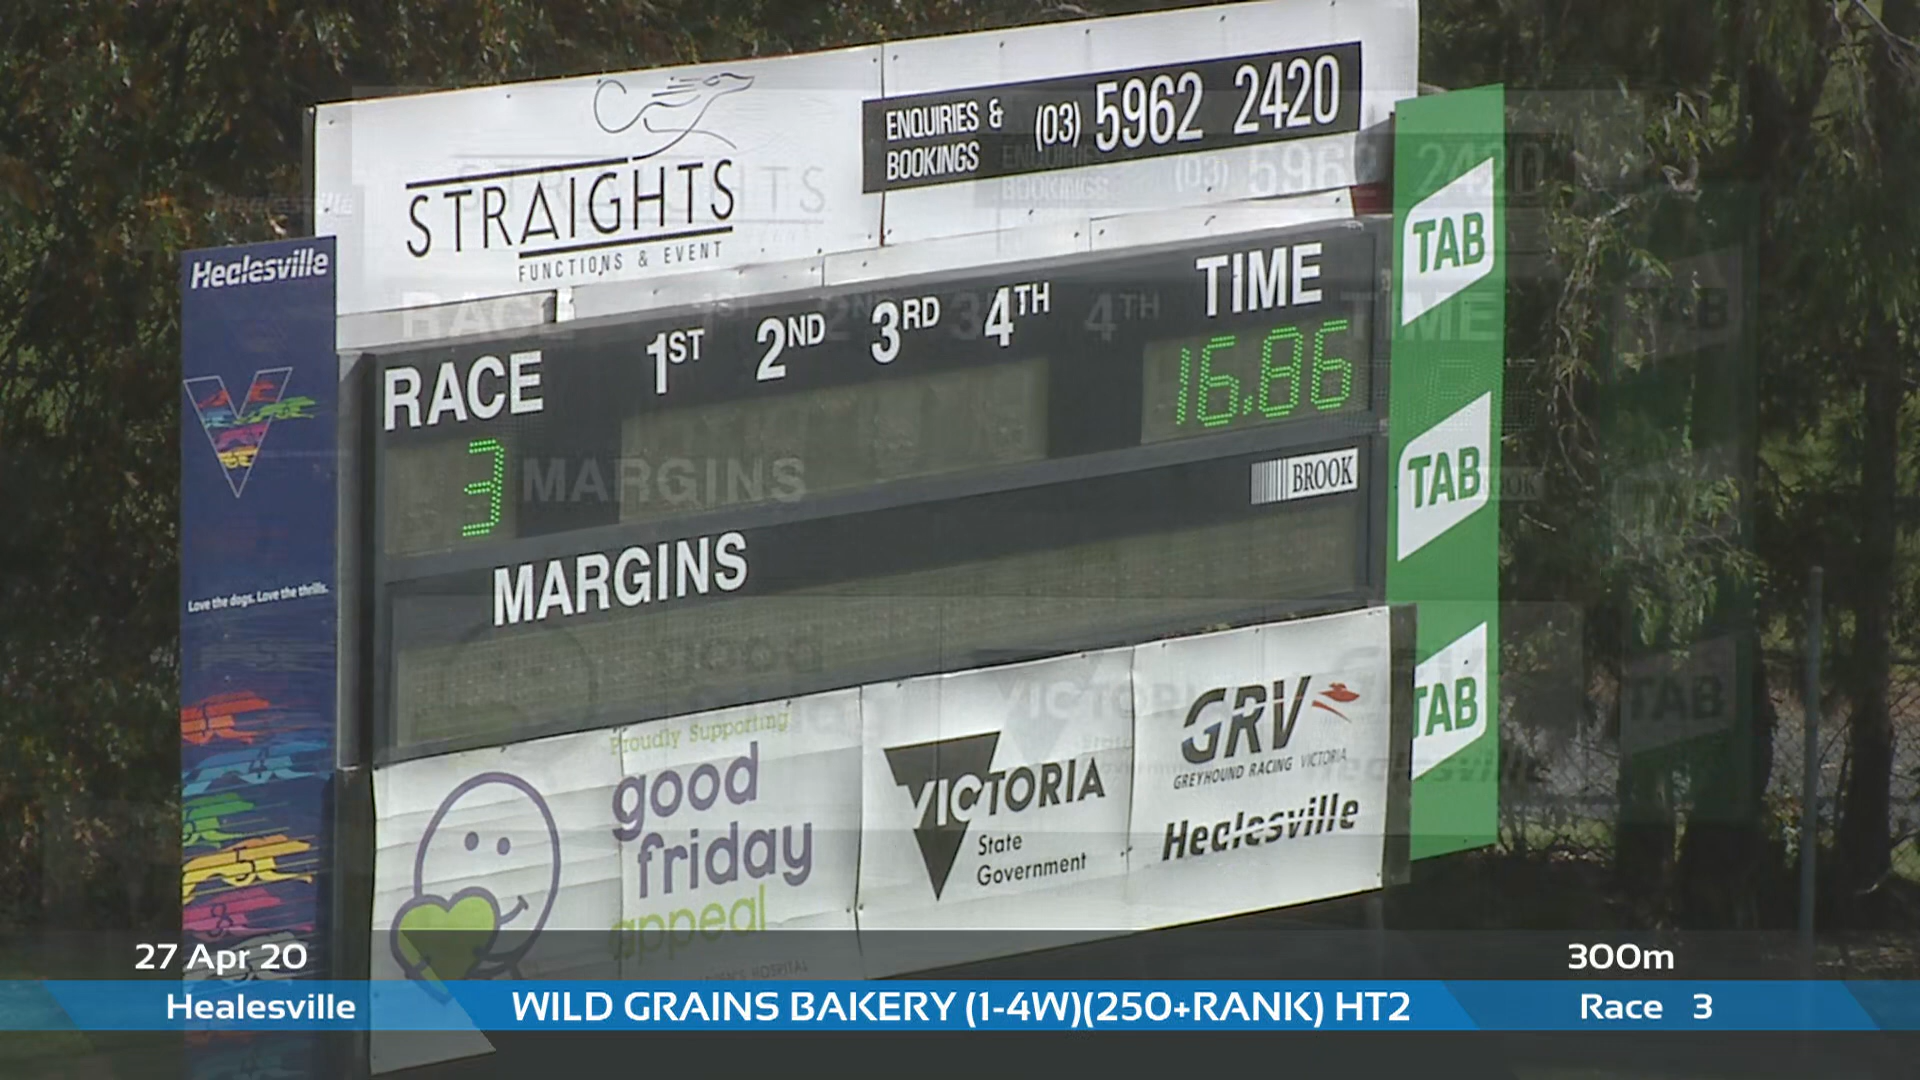 STRAIGHTS
FUNCTIONS & EVENT
ENQUIRIES &
BOOKINGS
(03) 5962 2420
Healesville
Love the dogs. Love the thrills.
RACE 1ST 2ND 3RD 4TH TIME
3
16.86
BROOK
MARGINS
TAB
TAB
TAB
Proudly Supporting
good
friday
appeal
VICTORIA
State
Government
GRV
GREYHOUND RACING VICTORIA
Healesville
27 Apr 20
300m
Healesville
WILD GRAINS BAKERY (1-4W)(250+RANK) HT2
Race 3